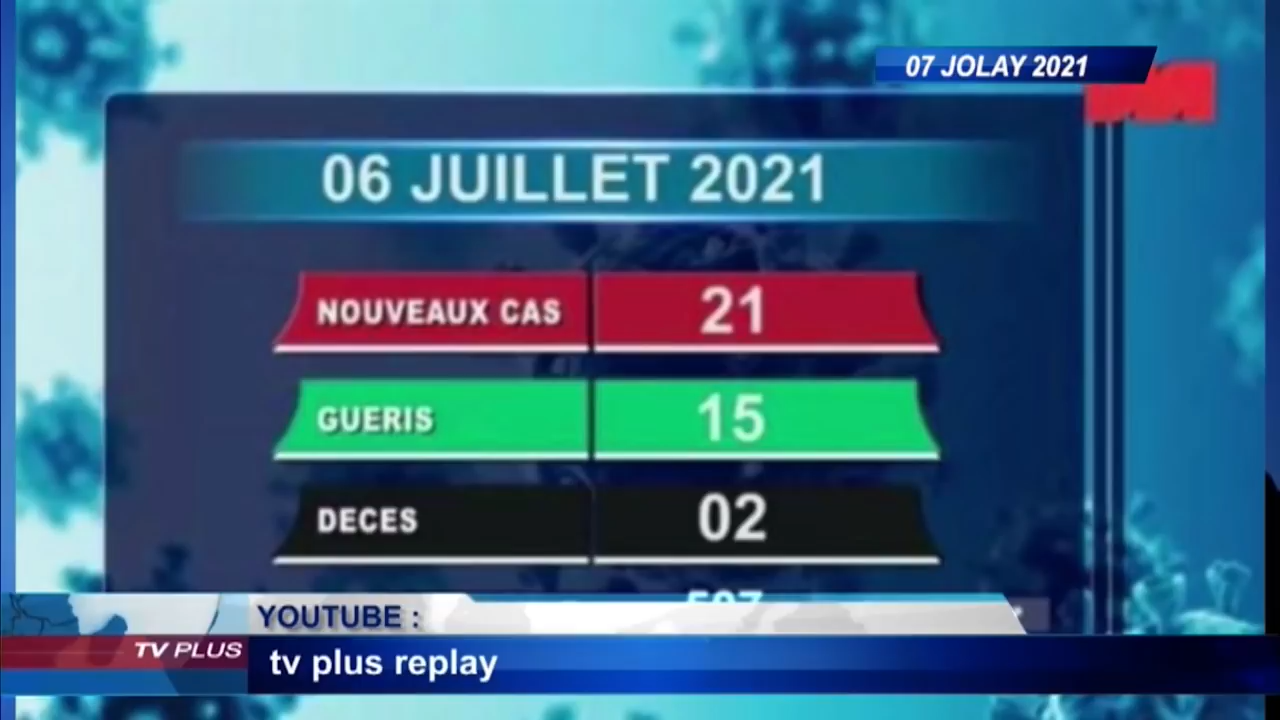 07 JOLAY 2021
06 JUILLET 2021
NOUVEAUX CAS 21
GUERIS 15
DECES 02
YOUTUBE :
TV PLUS
tv plus replay